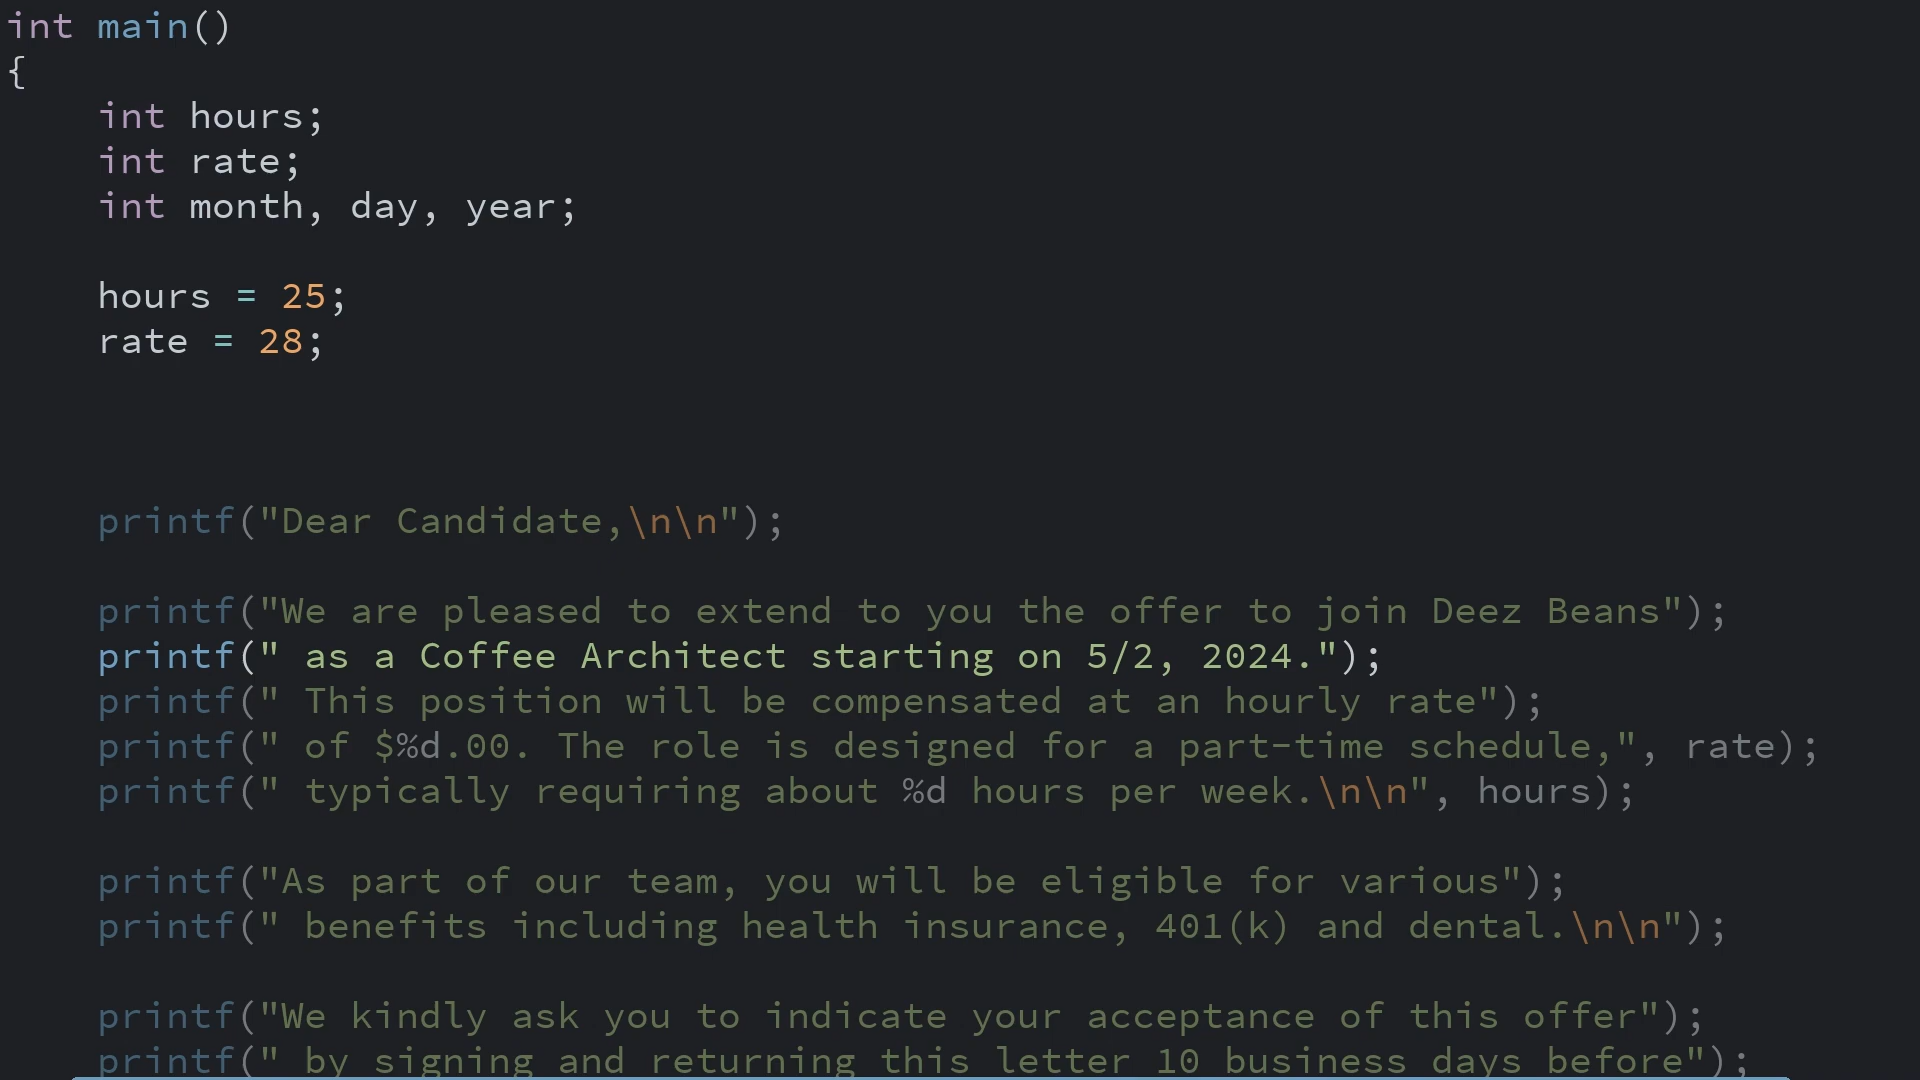 int main()
{
    int hours;
    int rate;
    int month, day, year;

    hours = 25;
    rate = 28;

    printf("Dear Candidate,\n\n");

    printf("We are pleased to extend to you the offer to join Deez Beans");
    printf(" as a Coffee Architect starting on 5/2, 2024.");
    printf(" This position will be compensated at an hourly rate");
    printf(" of $%d.00. The role is designed for a part-time schedule,", rate);
    printf(" typically requiring about %d hours per week.\n\n", hours);

    printf("As part of our team, you will be eligible for various");
    printf(" benefits including health insurance, 401(k) and dental.\n\n");

    printf("We kindly ask you to indicate your acceptance of this offer");
    printf(" by signing and returning this letter 10 business days before");